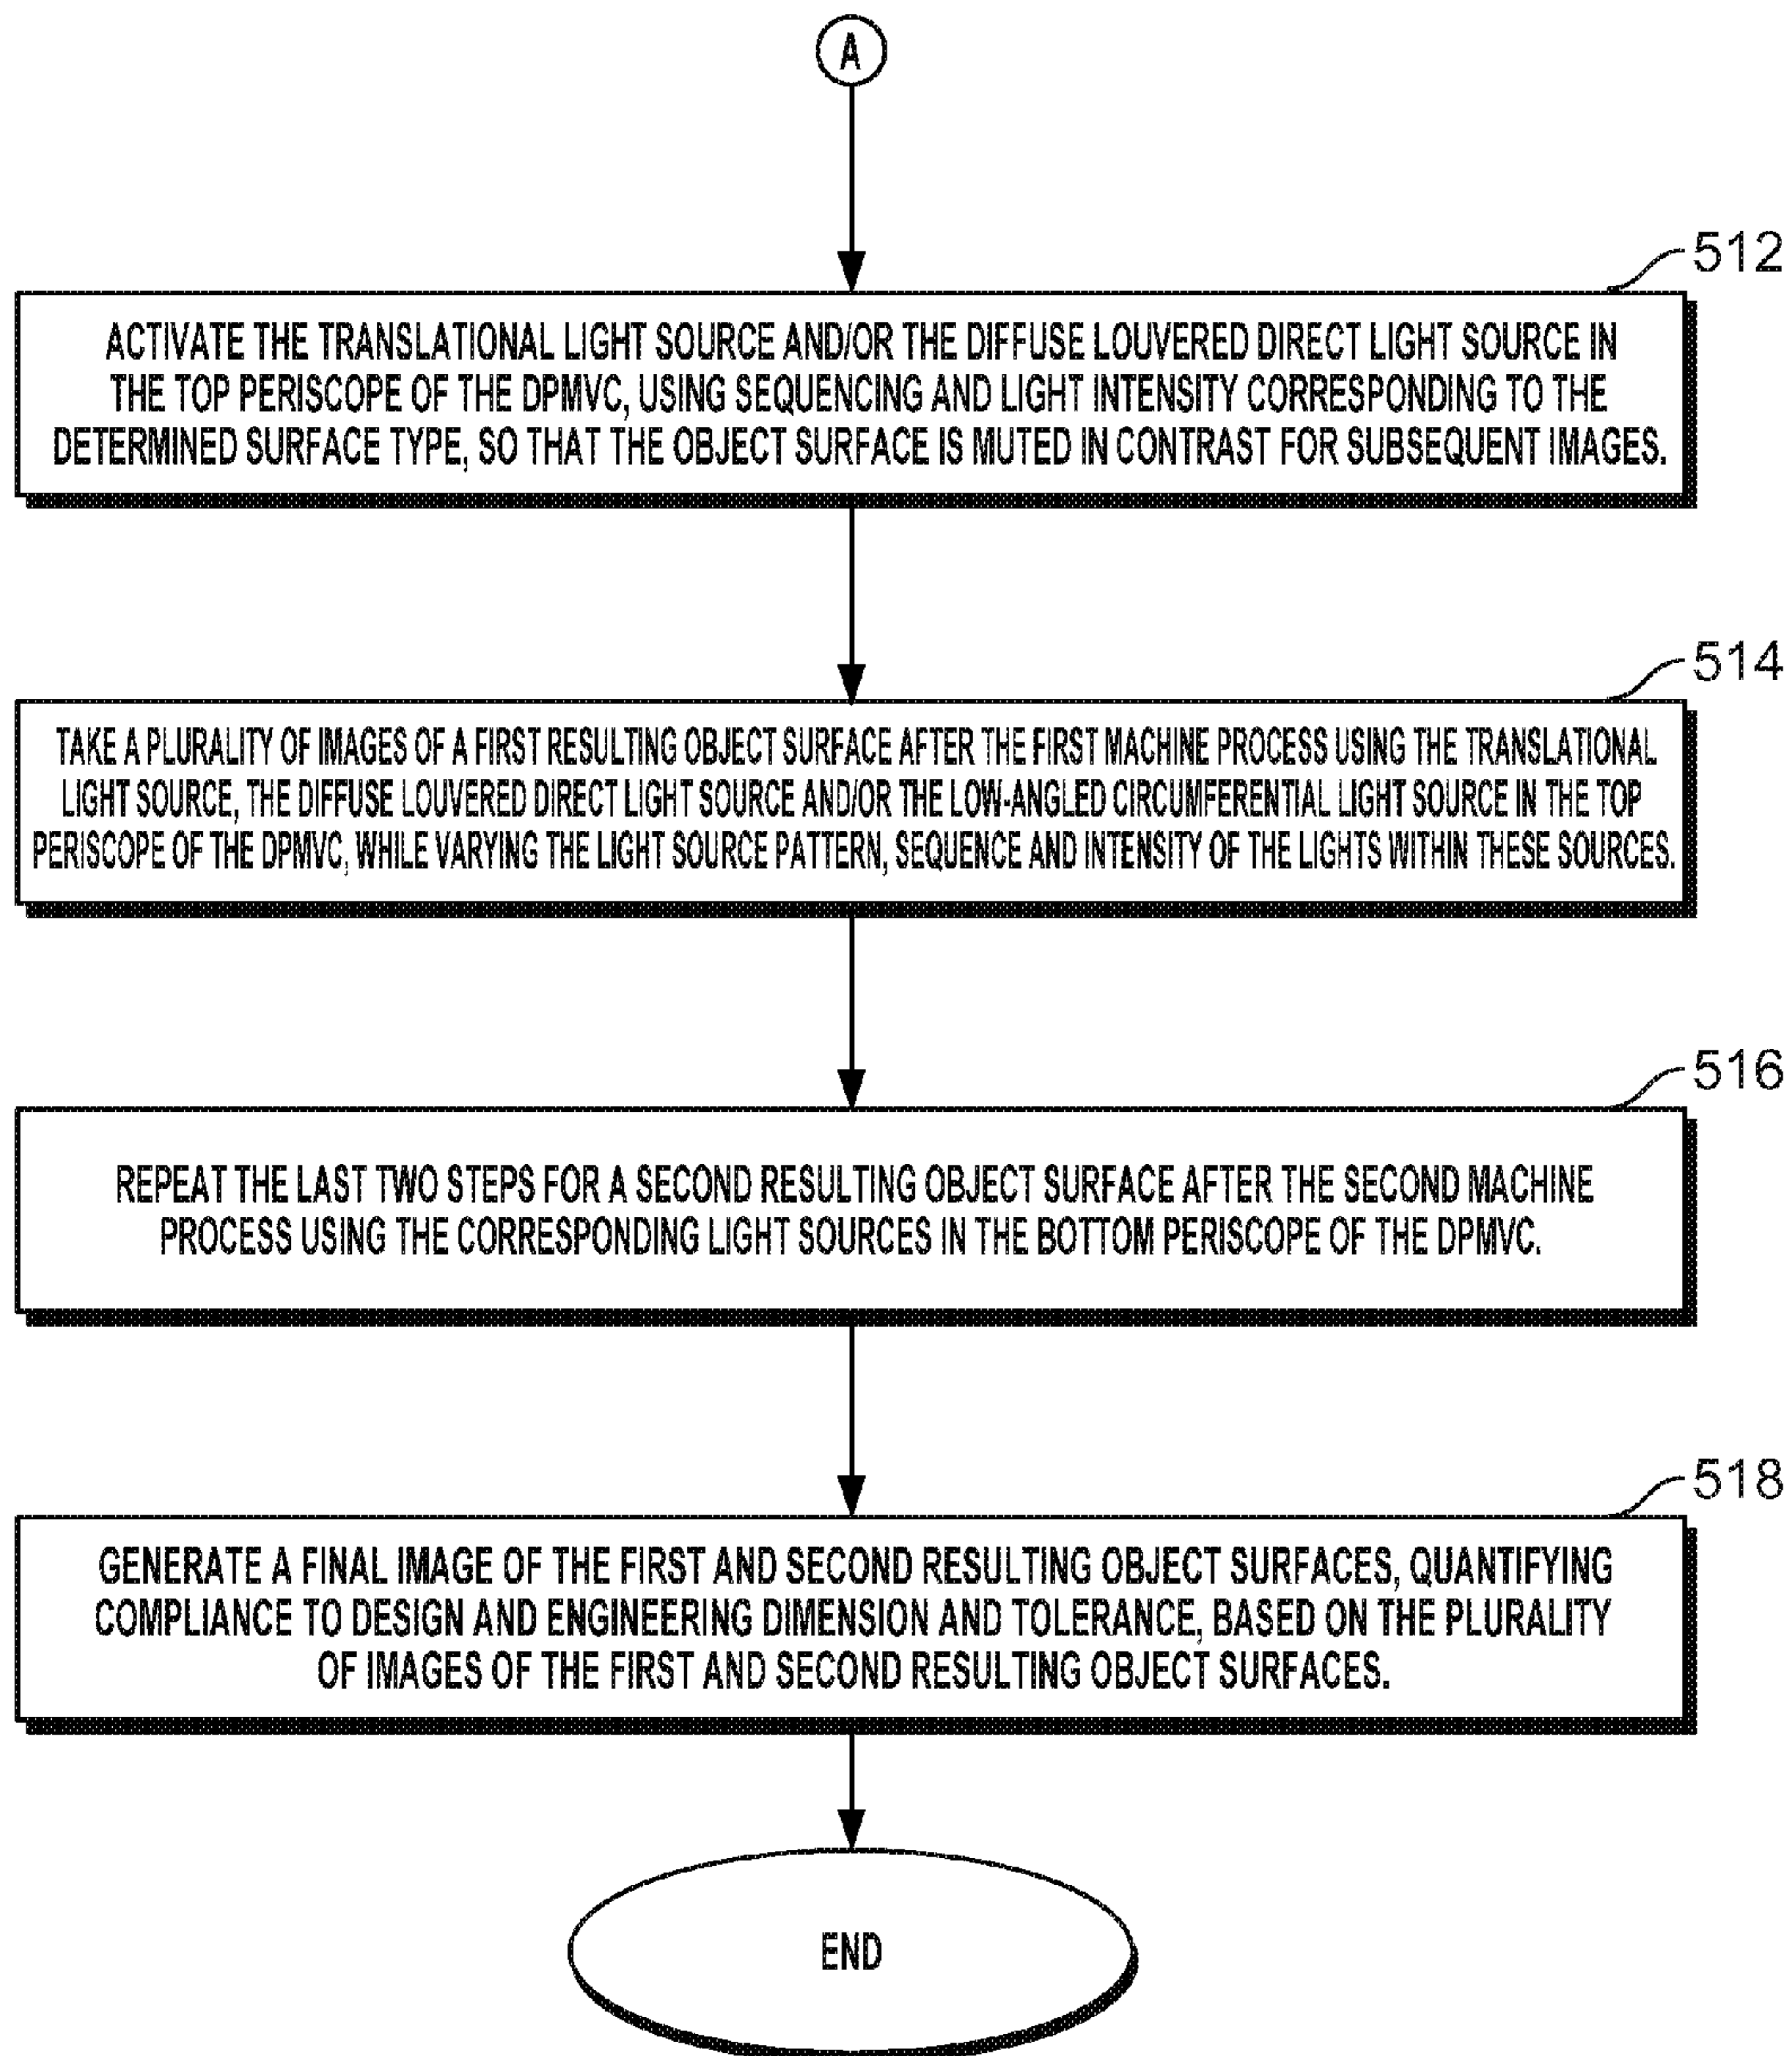 A
512
ACTIVATE THE TRANSLATIONAL LIGHT SOURCE AND/OR THE DIFFUSE LOUVERED DIRECT LIGHT SOURCE IN
THE TOP PERISCOPE OF THE DPMVC, USING SEQUENCING AND LIGHT INTENSITY CORRESPONDING TO THE
DETERMINED SURFACE TYPE, SO THAT THE OBJECT SURFACE IS MUTED IN CONTRAST FOR SUBSEQUENT IMAGES.
514
TAKE A PLURALITY OF IMAGES OF A FIRST RESULTING OBJECT SURFACE AFTER THE FIRST MACHINE PROCESS USING THE TRANSLATIONAL
LIGHT SOURCE, THE DIFFUSE LOUVERED DIRECT LIGHT SOURCE AND/OR THE LOW-ANGLED CIRCUMFERENTIAL LIGHT SOURCE IN THE TOP
PERISCOPE OF THE DPMVC, WHILE VARYING THE LIGHT SOURCE PATTERN, SEQUENCE AND INTENSITY OF THE LIGHTS WITHIN THESE SOURCES.
516
REPEAT THE LAST TWO STEPS FOR A SECOND RESULTING OBJECT SURFACE AFTER THE SECOND MACHINE
PROCESS USING THE CORRESPONDING LIGHT SOURCES IN THE BOTTOM PERISCOPE OF THE DPMVC.
518
GENERATE A FINAL IMAGE OF THE FIRST AND SECOND RESULTING OBJECT SURFACES, QUANTIFYING
COMPLIANCE TO DESIGN AND ENGINEERING DIMENSION AND TOLERANCE, BASED ON THE PLURALITY
OF IMAGES OF THE FIRST AND SECOND RESULTING OBJECT SURFACES.
END